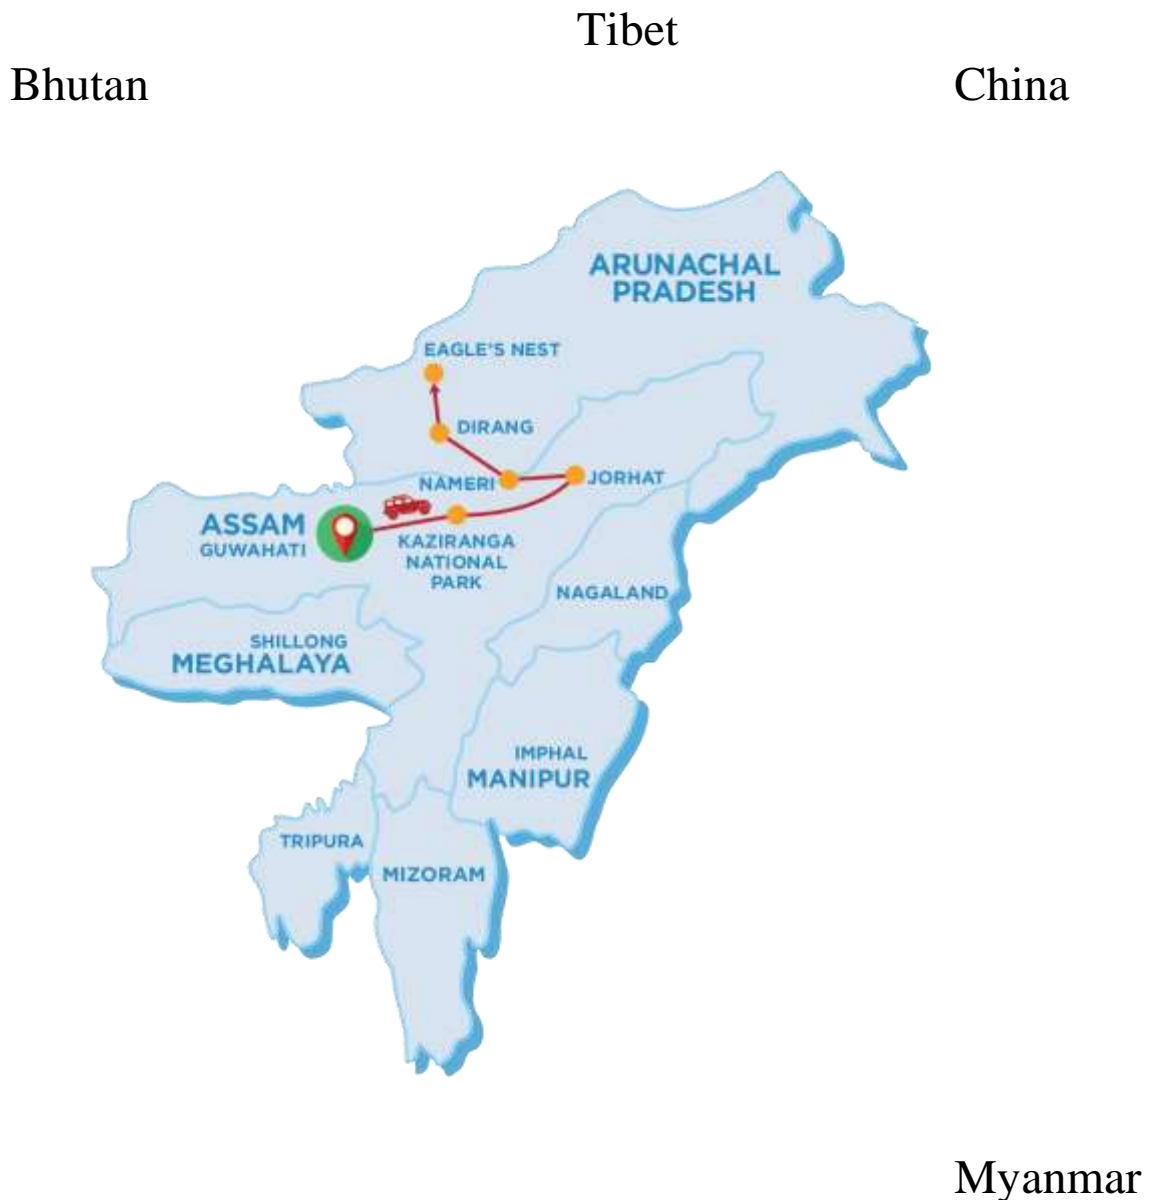 Tibet
Bhutan
China
ARUNACHAL
PRADESH
EAGLE'S NEST
DIRANG
NAMERI
JORHAT
ASSAM
GUWAHATI
KAZIRANGA
NATIONAL
PARK
NAGALAND
SHILLONG
MEGHALAYA
IMPHAL
MANIPUR
TRIPURA
MIZORAM
Myanmar